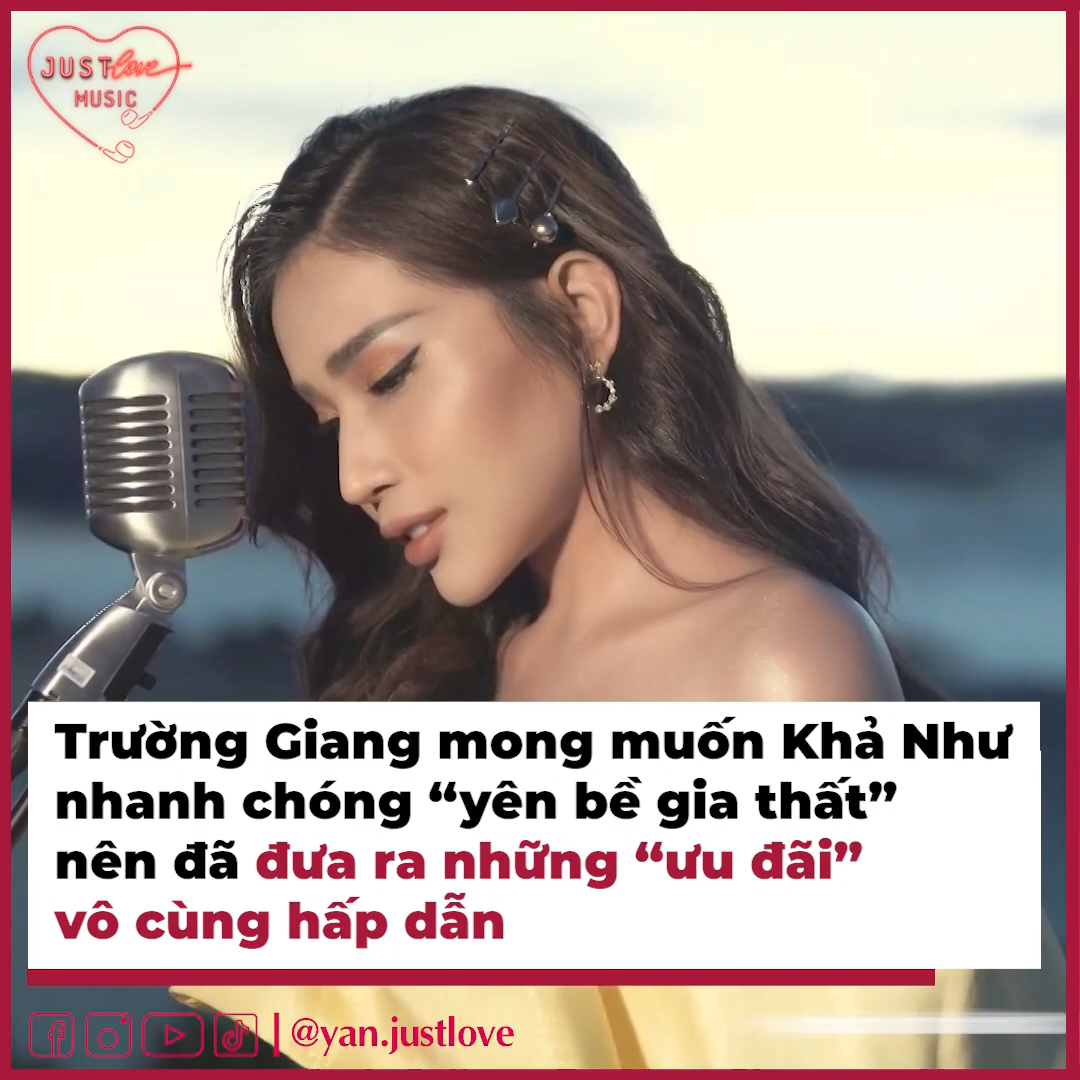 JUST love
MUSIC
Trường Giang mong muốn Khả Như
nhanh chóng “yên bề gia thất”
nên đã đưa ra những “ưu đãi”
vô cùng hấp dẫn
| @yan.justlove